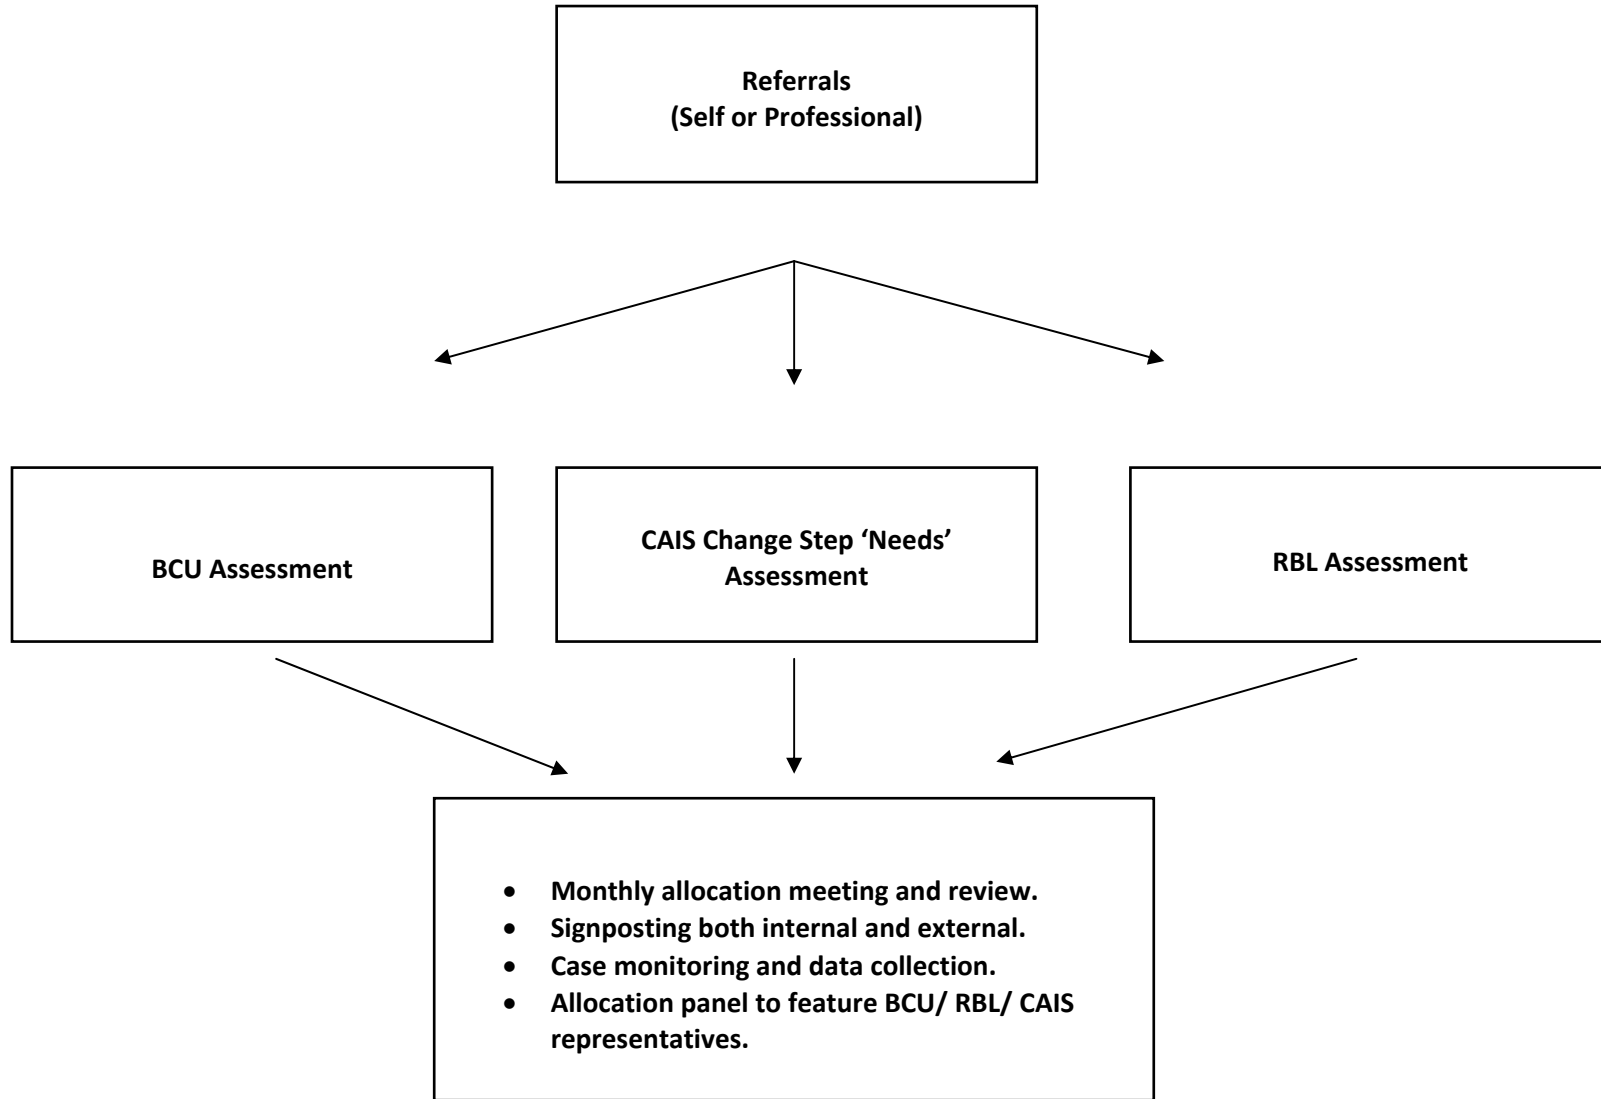 Referrals
(Self or Professional)
BCU Assessment
CAIS Change Step ‘Needs’
Assessment
RBL Assessment
• Monthly allocation meeting and review.
• Signposting both internal and external.
• Case monitoring and data collection.
• Allocation panel to feature BCU/ RBL/ CAIS
representatives.